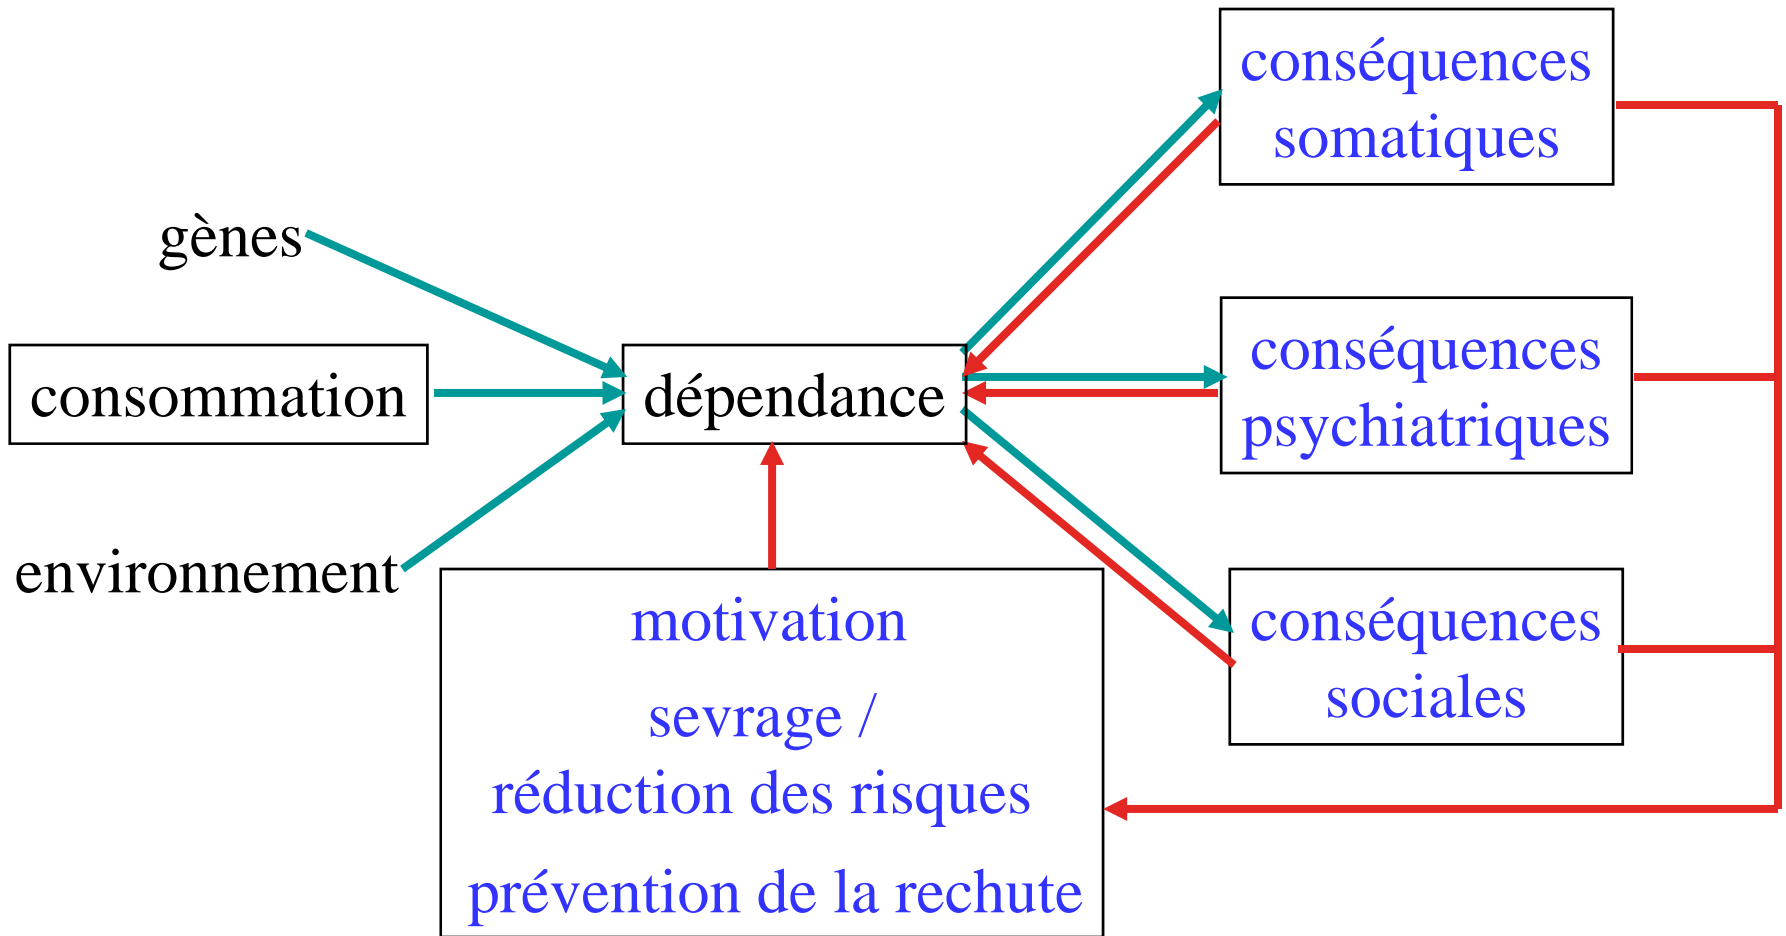 conséquences
somatiques
gènes
consommation
dépendance
conséquences
psychiatriques
environnement
motivation
sevrage /
réduction des risques
prévention de la rechute
conséquences
sociales